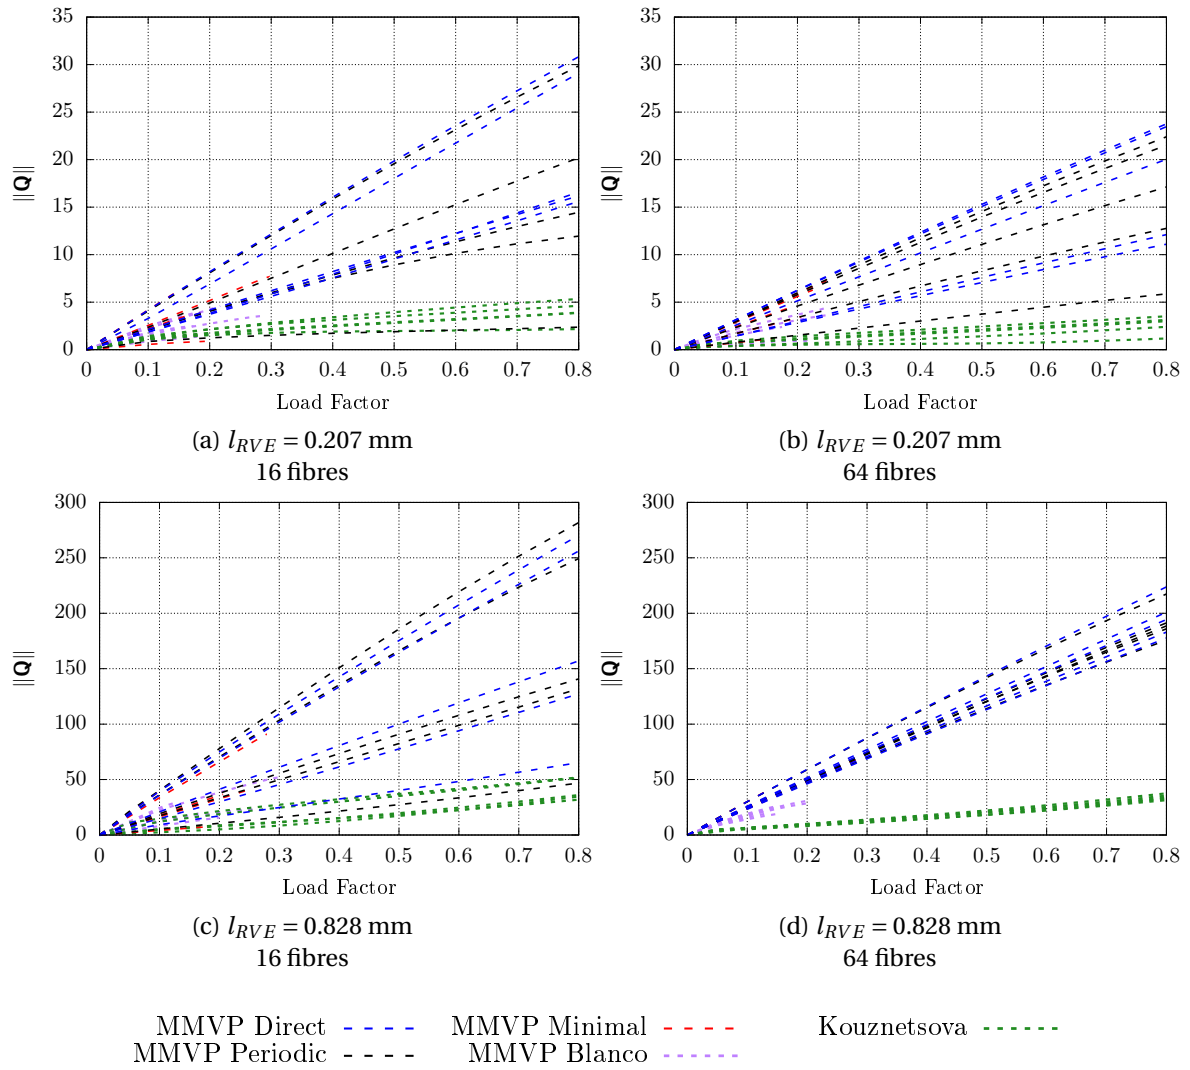 35
30
25
20
15
10
5
0
‖Q‖
0 0.1 0.2 0.3 0.4 0.5 0.6 0.7 0.8
Load Factor
(a) l_RVE = 0.207 mm
16 fibres
35
30
25
20
15
10
5
0
‖Q‖
0 0.1 0.2 0.3 0.4 0.5 0.6 0.7 0.8
Load Factor
(b) l_RVE = 0.207 mm
64 fibres
300
250
200
150
100
50
0
‖Q‖
0 0.1 0.2 0.3 0.4 0.5 0.6 0.7 0.8
Load Factor
(c) l_RVE = 0.828 mm
16 fibres
300
250
200
150
100
50
0
‖Q‖
0 0.1 0.2 0.3 0.4 0.5 0.6 0.7 0.8
Load Factor
(d) l_RVE = 0.828 mm
64 fibres
MMVP Direct MMVP Minimal Kouznetsova
MMVP Periodic MMVP Blanco